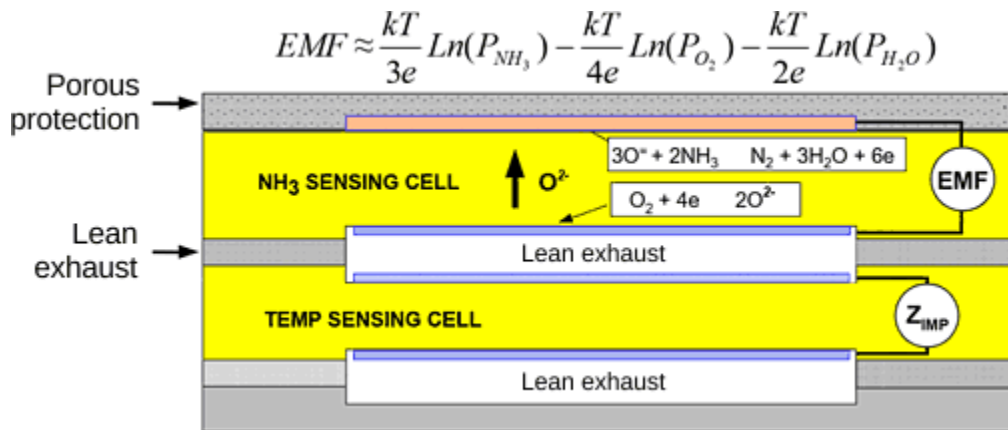 EMF ≈ kT/3e Ln(P_NH₃) − kT/4e Ln(P_O₂) − kT/2e Ln(P_H₂O)
Porous
protection
3O⁼ + 2NH₃ N₂ + 3H₂O + 6e
NH₃ SENSING CELL
O²⁻
EMF
O₂ + 4e 2O²⁻
Lean
exhaust
Lean exhaust
TEMP SENSING CELL
Z_IMP
Lean exhaust